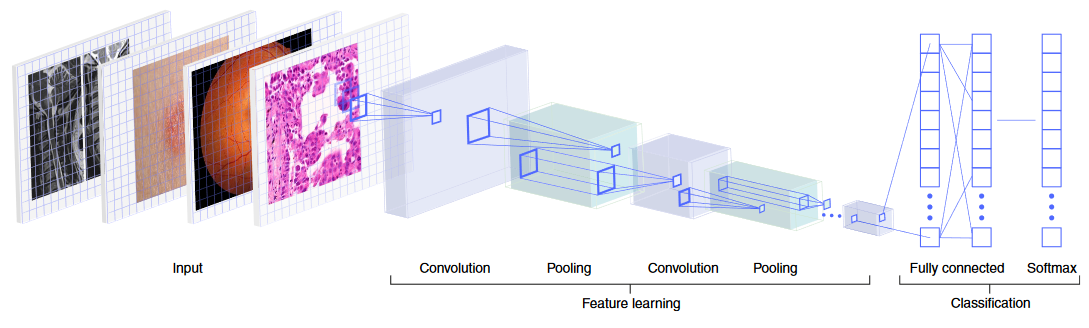 Input
Convolution
Pooling
Convolution
Pooling
Fully connected
Softmax
Feature learning
Classification